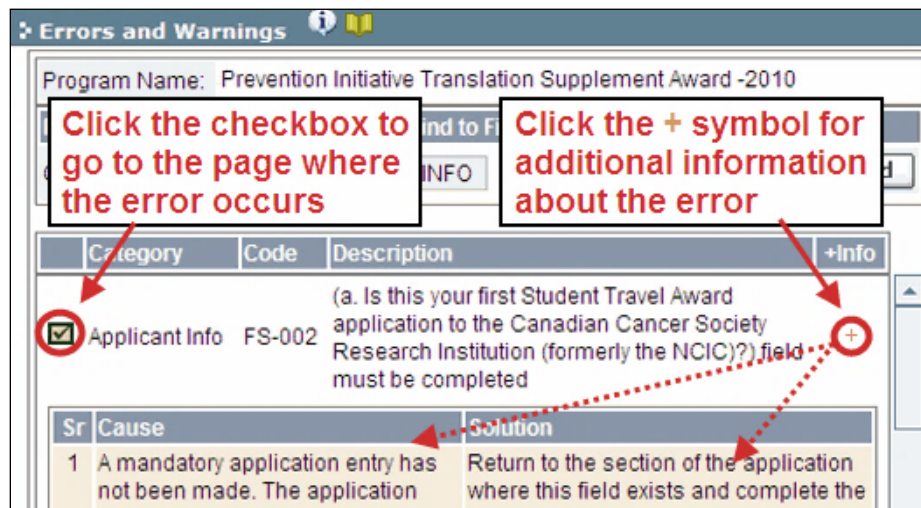 Errors and Warnings
Program Name: Prevention Initiative Translation Supplement Award -2010
Click the checkbox to
go to the page where
the error occurs
ind to Fi
INFO
Click the + symbol for
additional information
about the error
d
Category Code Description +Info
Applicant Info FS-002 (a. Is this your first Student Travel Award
application to the Canadian Cancer Society
Research Institution (formerly the NCIC)?) field
must be completed
+
Sr Cause Solution
1 A mandatory application entry has Return to the section of the application
not been made. The application where this field exists and complete the